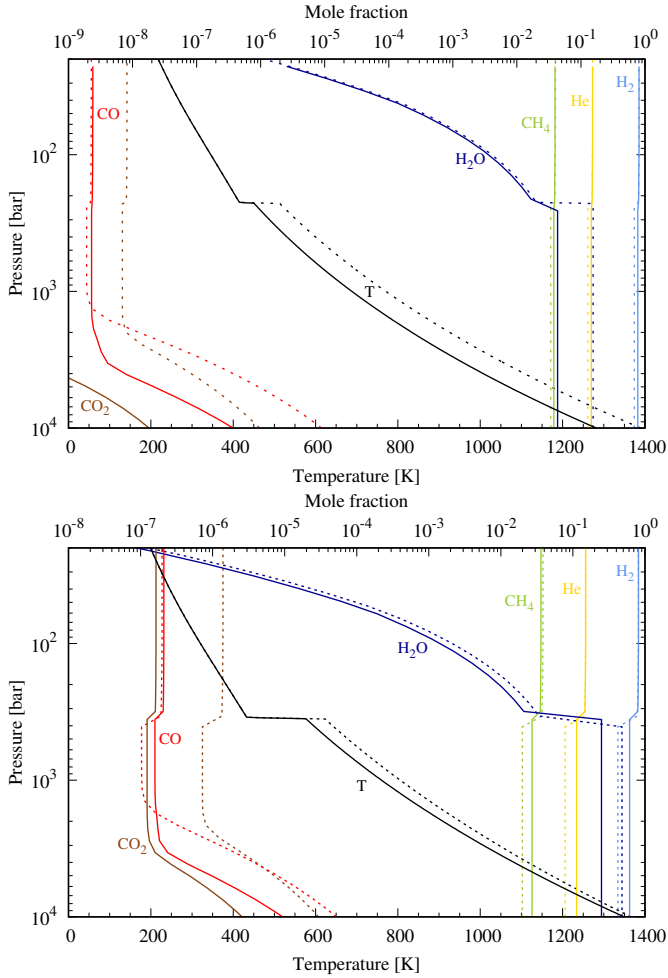 Mole fraction
10^-9 10^-8 10^-7 10^-6 10^-5 10^-4 10^-3 10^-2 10^-1 10^0
CO
CH4
He
H2
H2O
10^2
Pressure [bar]
10^3
T
CO2
10^4
0 200 400 600 800 1000 1200 1400
Temperature [K]
Mole fraction
10^-8 10^-7 10^-6 10^-5 10^-4 10^-3 10^-2 10^-1 10^0
H2
He
CH4
H2O
10^2
Pressure [bar]
CO
10^3
T
CO2
10^4
0 200 400 600 800 1000 1200 1400
Temperature [K]